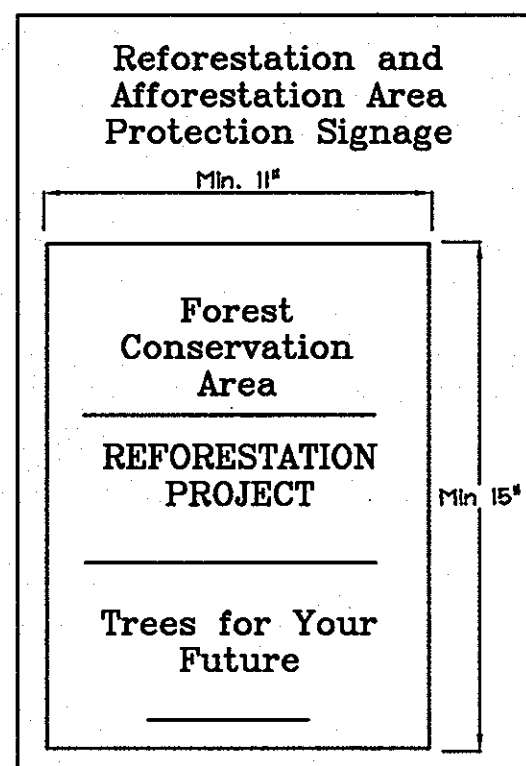 Reforestation and
Afforestation Area
Protection Signage
Min. 11"
Forest
Conservation
Area
REFORESTATION
PROJECT
Min 15"
Trees for Your
Future